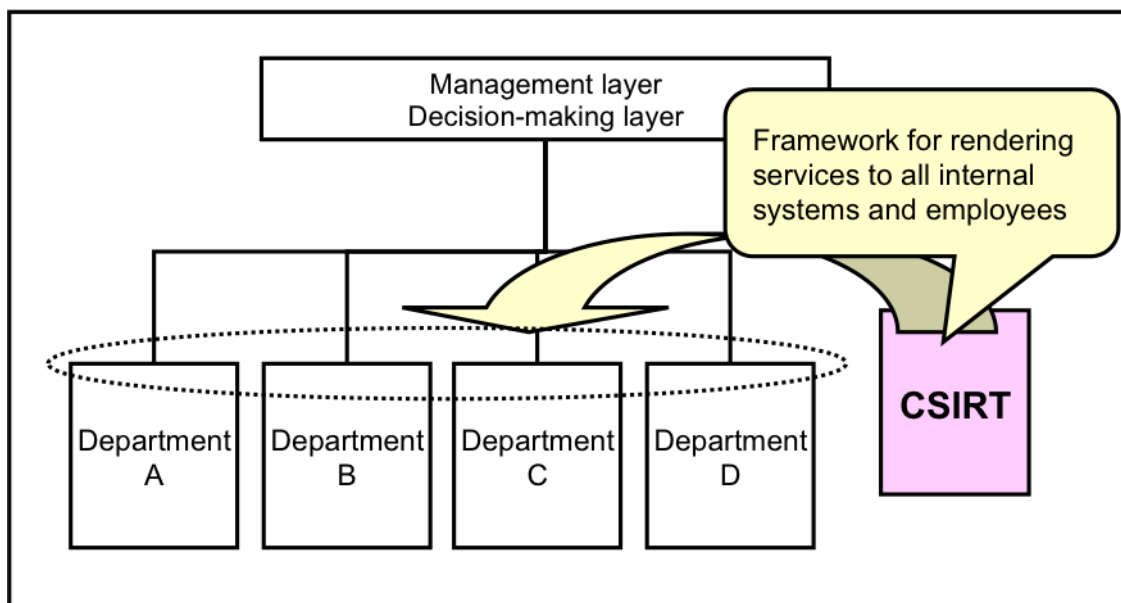 Management layer
Decision-making layer
Framework for rendering
services to all internal
systems and employees
Department
A
Department
B
Department
C
Department
D
CSIRT